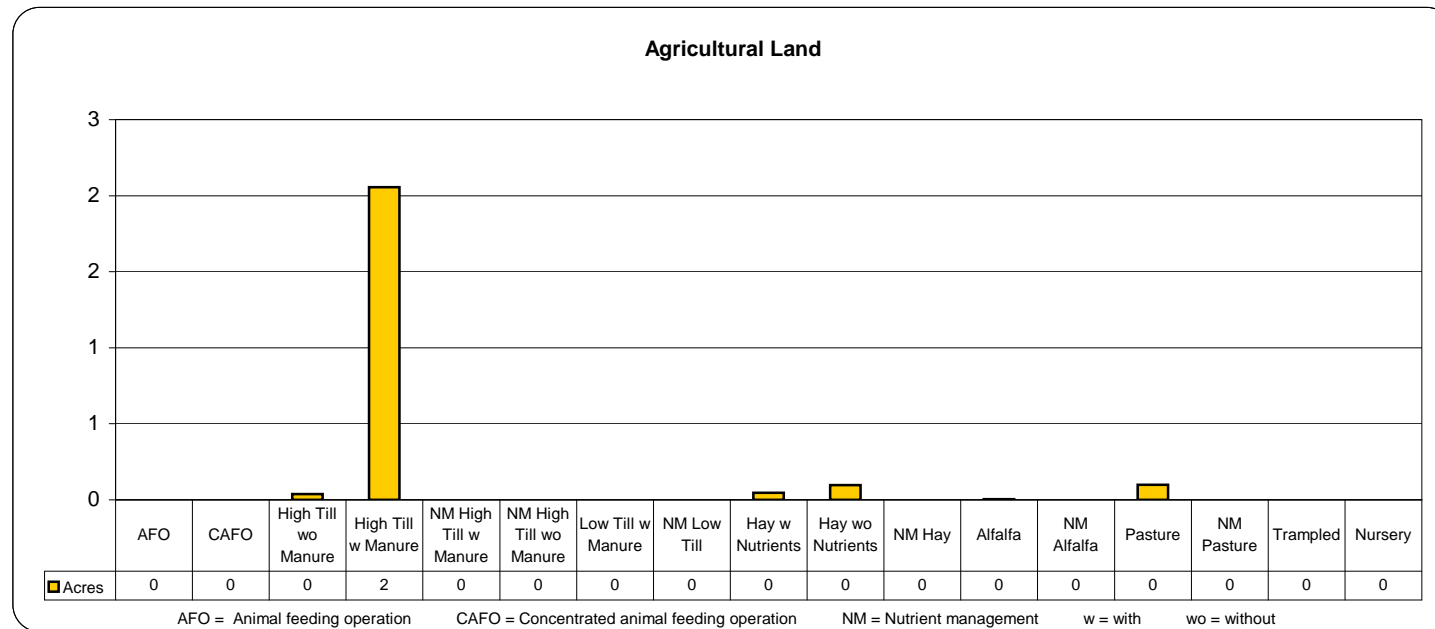 Agricultural Land
3
2
2
1
1
0
AFO
CAFO
High Till
wo
Manure
High Till
w Manure
NM High
Till w
Manure
NM High
Till wo
Manure
Low Till w
Manure
NM Low
Till
Hay w
Nutrients
Hay wo
Nutrients
NM Hay
Alfalfa
NM
Alfalfa
Pasture
NM
Pasture
Trampled
Nursery
Acres 0 0 0 2 0 0 0 0 0 0 0 0 0 0 0 0 0
AFO = Animal feeding operation CAFO = Concentrated animal feeding operation NM = Nutrient management w = with wo = without